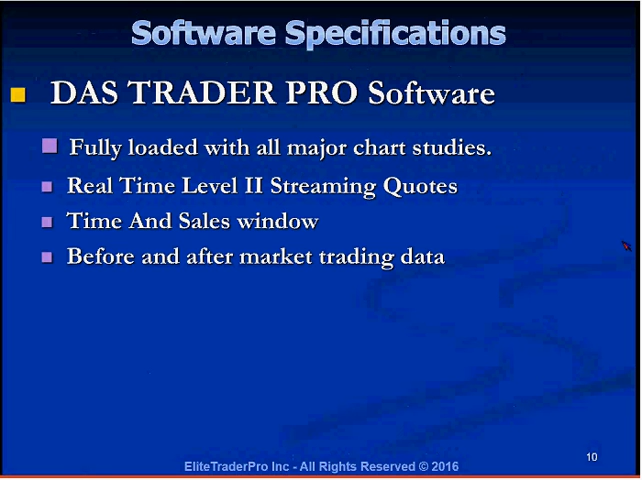 Software Specifications
DAS TRADER PRO Software
Fully loaded with all major chart studies.
Real Time Level II Streaming Quotes
Time And Sales window
Before and after market trading data
10
EliteTraderPro Inc - All Rights Reserved © 2016